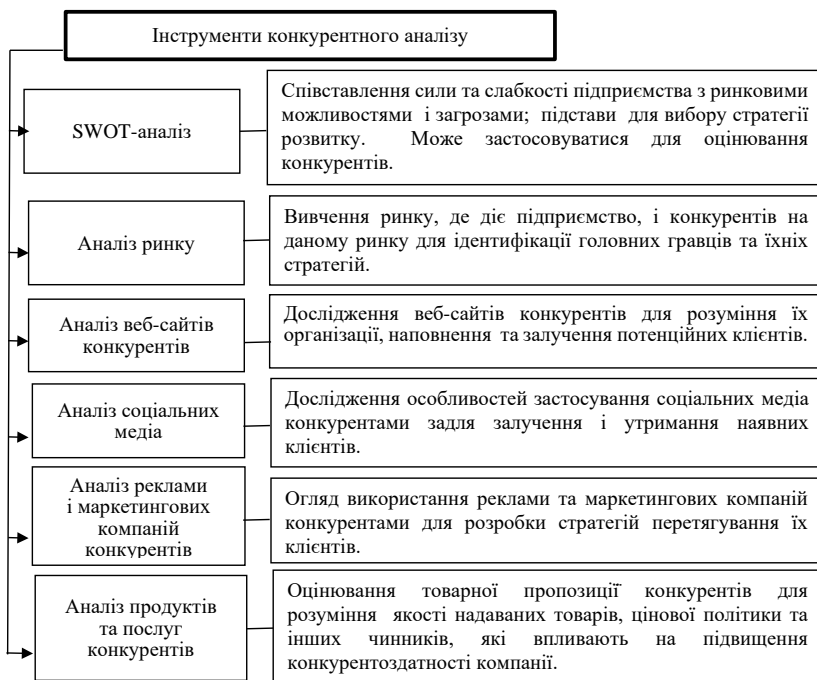 Інструменти конкурентного аналізу
SWOT-аналіз
Співставлення сили та слабкості підприємства з ринковими
можливостями і загрозами; підстави для вибору стратегії
розвитку. Може застосовуватися для оцінювання
конкурентів.
Аналіз ринку
Вивчення ринку, де діє підприємство, і конкурентів на
даному ринку для ідентифікації головних гравців та їхніх
стратегій.
Аналіз веб-сайтів
конкурентів
Дослідження веб-сайтів конкурентів для розуміння їх
організації, наповнення та залучення потенційних клієнтів.
Аналіз соціальних
медіа
Дослідження особливостей застосування соціальних медіа
конкурентами задля залучення і утримання наявних
клієнтів.
Аналіз реклами
і маркетингових
компаній
конкурентів
Огляд використання реклами та маркетингових компаній
конкурентами для розробки стратегій перетягування їх
клієнтів.
Аналіз продуктів
та послуг
конкурентів
Оцінювання товарної пропозиції конкурентів для
розуміння якості надаваних товарів, цінової політики та
інших чинників, які впливають на підвищення
конкурентоздатності компанії.